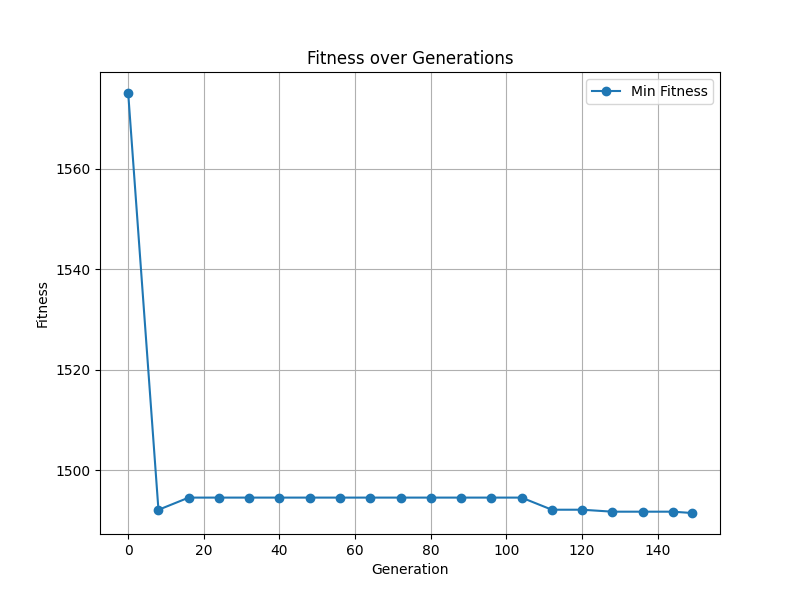 Fitness over Generations
Min Fitness
1560
1540
1520
1500
Fitness
0 20 40 60 80 100 120 140
Generation